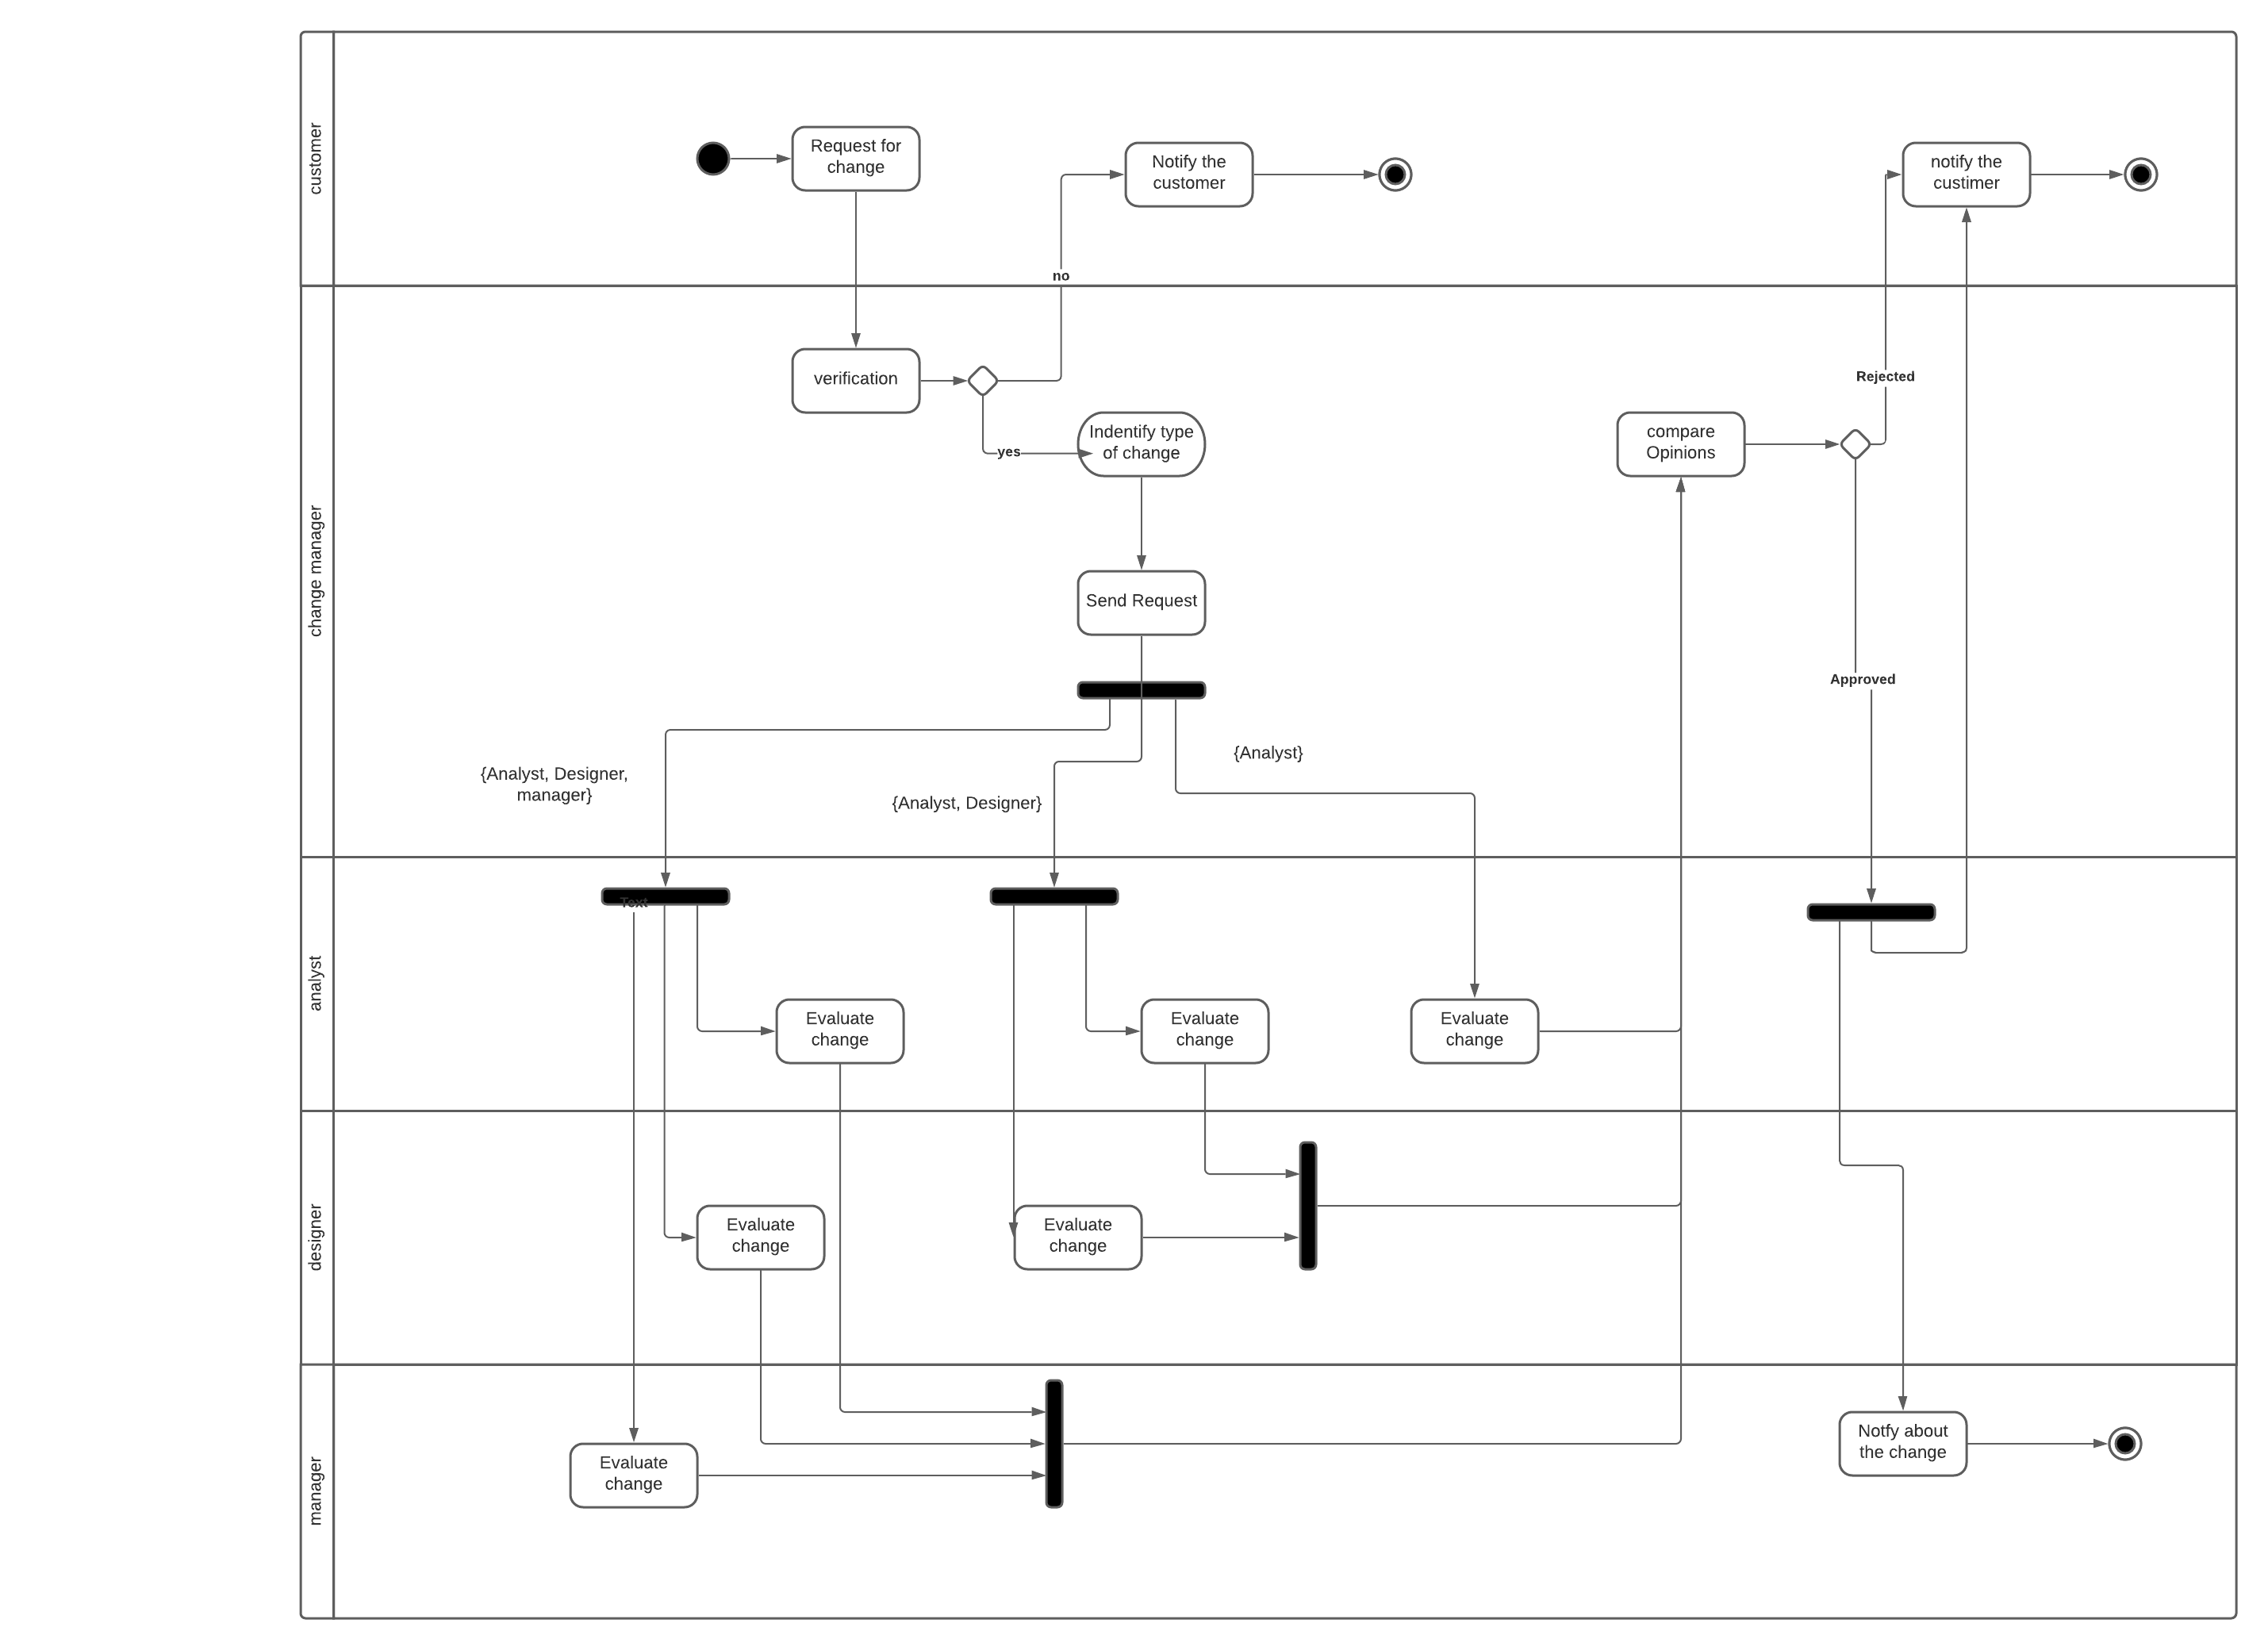 customer
Request for
change
Notify the
customer
notify the
custimer
no
change manager
verification
Rejected
Indentify type
of change
yes
compare
Opinions
Send Request
Approved
{Analyst}
{Analyst, Designer,
manager}
{Analyst, Designer}
analyst
Text
Evaluate
change
Evaluate
change
Evaluate
change
designer
Evaluate
change
Evaluate
change
manager
Evaluate
change
Notfy about
the change